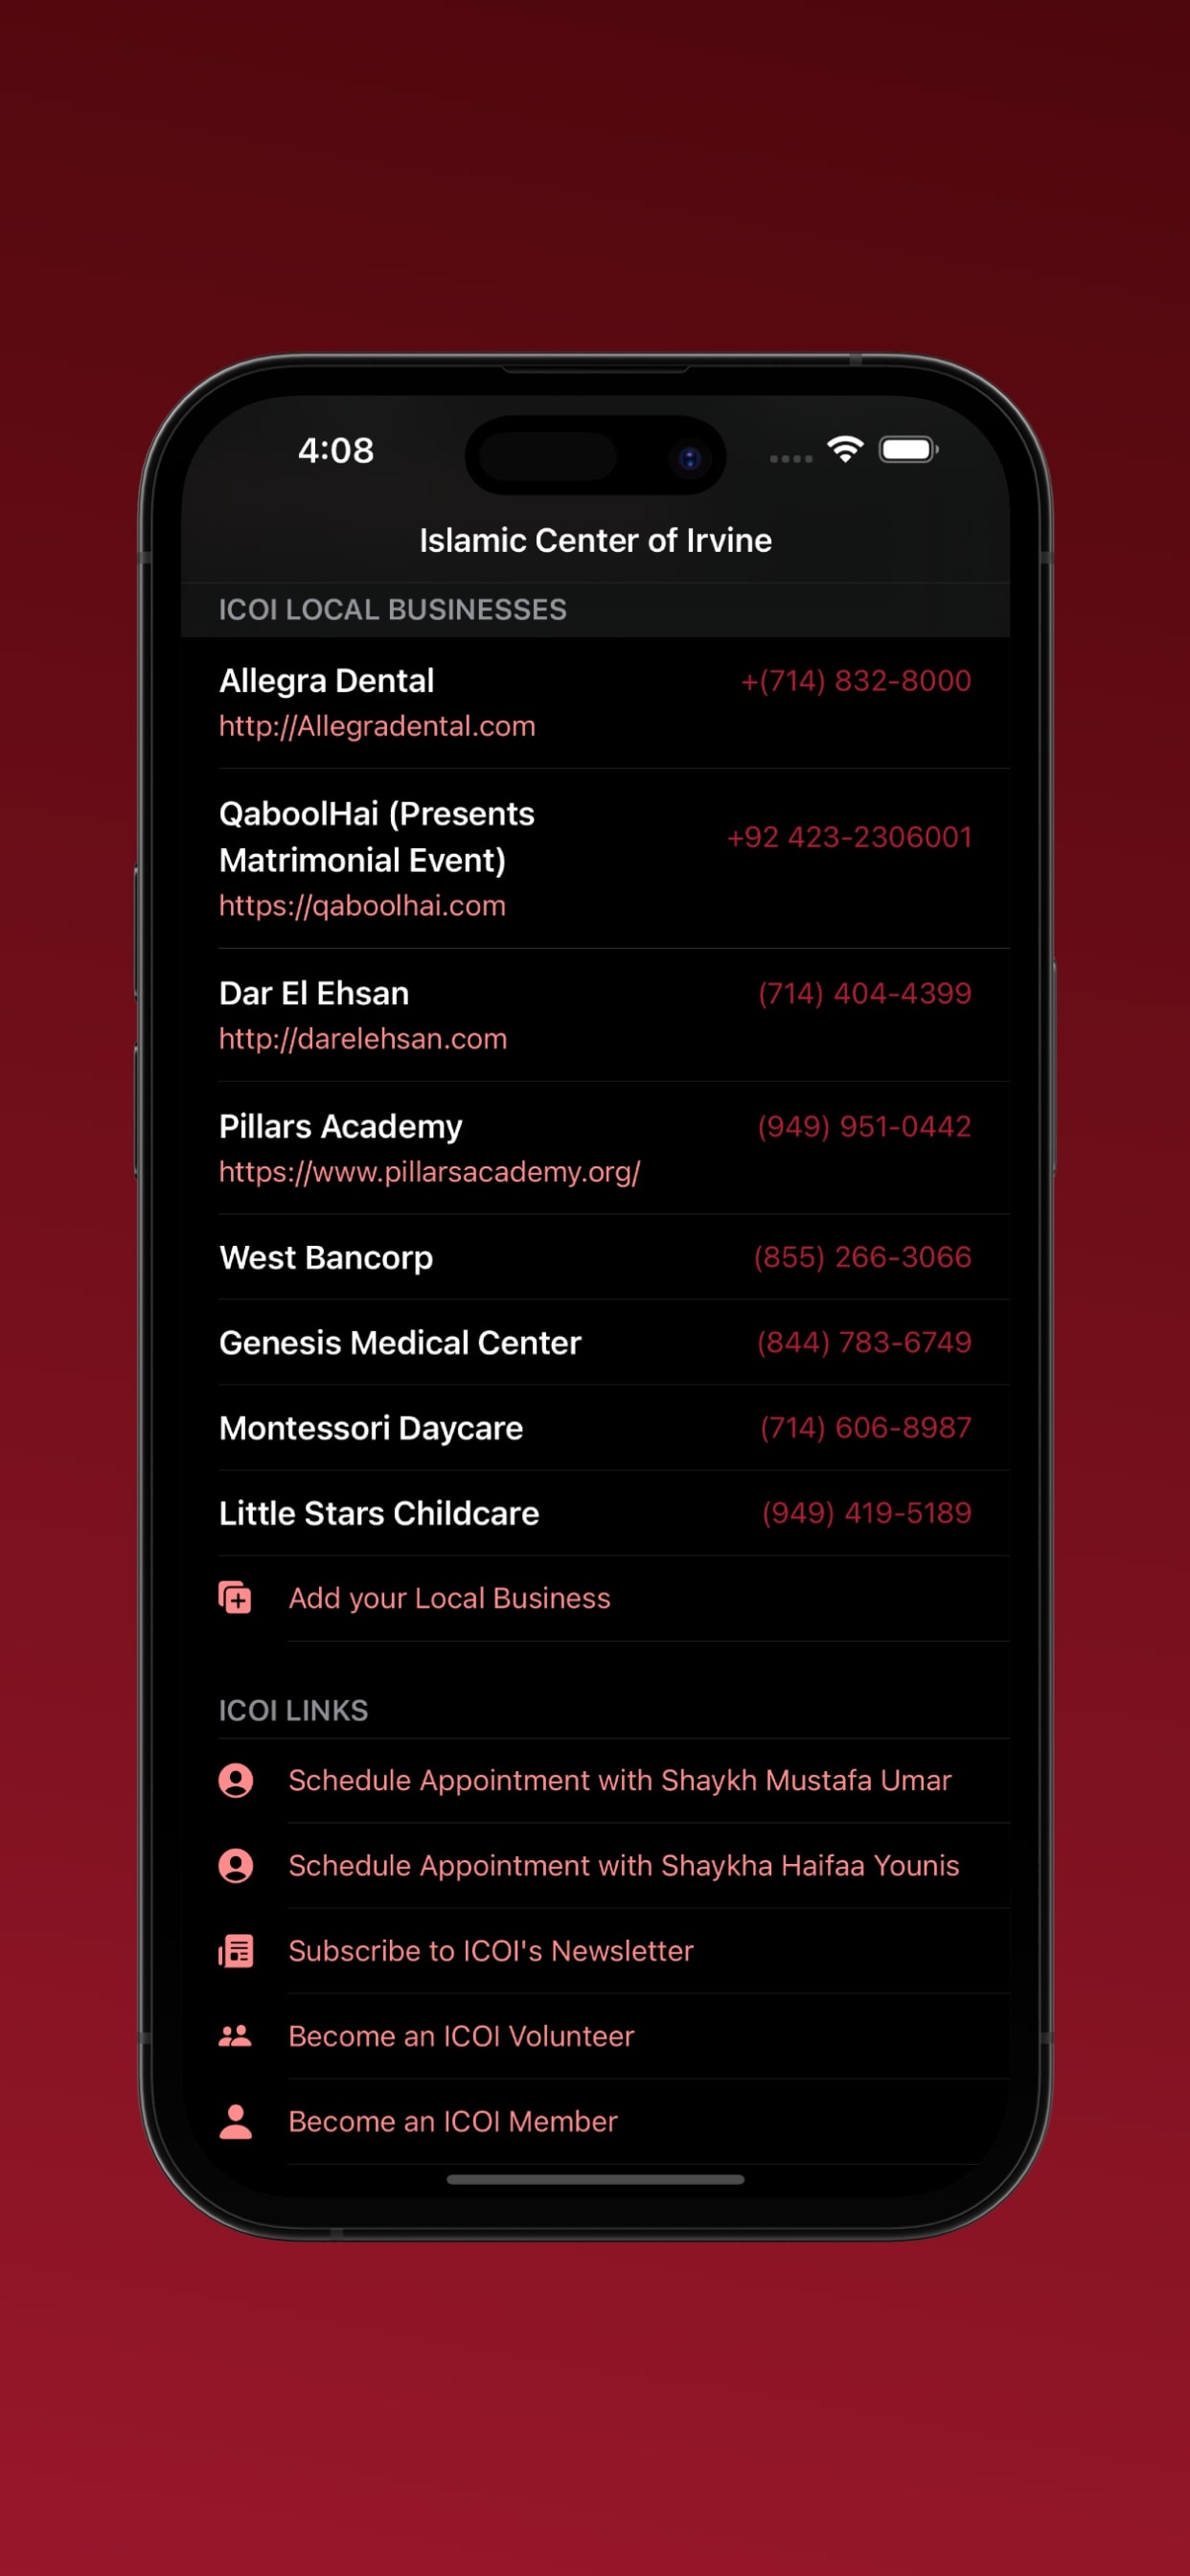 4:08
Islamic Center of Irvine
ICOI LOCAL BUSINESSES
Allegra Dental
+(714) 832-8000
http://Allegradental.com
QaboolHai (Presents
Matrimonial Event)
+92 423-2306001
https://qaboolhai.com
Dar El Ehsan
(714) 404-4399
http://darelehsan.com
Pillars Academy
(949) 951-0442
https://www.pillarsacademy.org/
West Bancorp
(855) 266-3066
Genesis Medical Center
(844) 783-6749
Montessori Daycare
(714) 606-8987
Little Stars Childcare
(949) 419-5189
Add your Local Business
ICOI LINKS
Schedule Appointment with Shaykh Mustafa Umar
Schedule Appointment with Shaykha Haifaa Younis
Subscribe to ICOI's Newsletter
Become an ICOI Volunteer
Become an ICOI Member